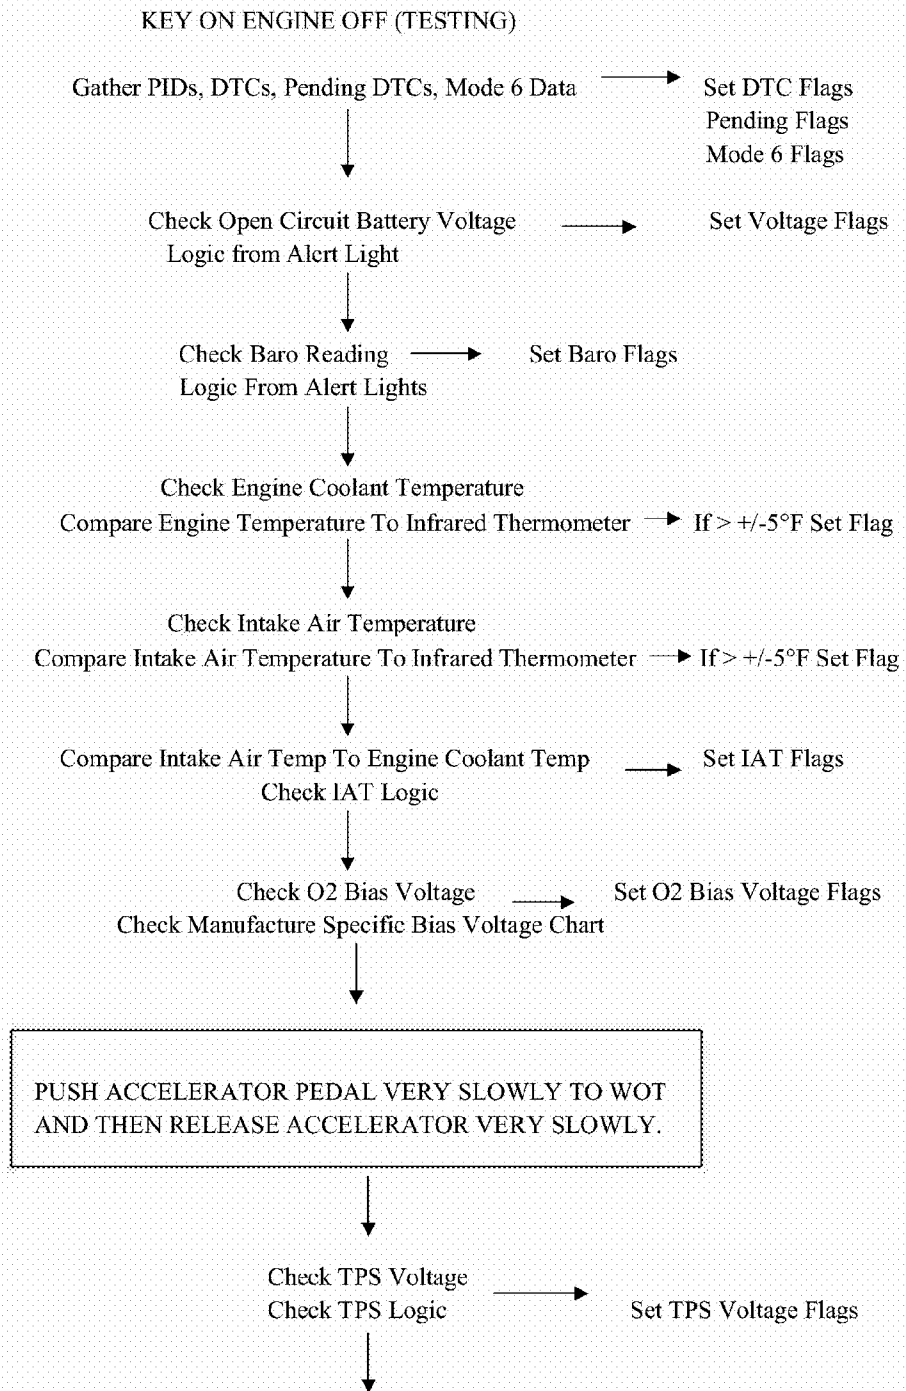 KEY ON ENGINE OFF (TESTING)
Gather PIDs, DTCs, Pending DTCs, Mode 6 Data
Set DTC Flags
Pending Flags
Mode 6 Flags
Check Open Circuit Battery Voltage
Logic from Alert Light
Set Voltage Flags
Check Baro Reading
Logic From Alert Lights
Set Baro Flags
Check Engine Coolant Temperature
Compare Engine Temperature To Infrared Thermometer
If > +/-5°F Set Flag
Check Intake Air Temperature
Compare Intake Air Temperature To Infrared Thermometer
If > +/-5°F Set Flag
Compare Intake Air Temp To Engine Coolant Temp
Check IAT Logic
Set IAT Flags
Check O2 Bias Voltage
Check Manufacture Specific Bias Voltage Chart
Set O2 Bias Voltage Flags
PUSH ACCELERATOR PEDAL VERY SLOWLY TO WOT
AND THEN RELEASE ACCELERATOR VERY SLOWLY.
Check TPS Voltage
Check TPS Logic
Set TPS Voltage Flags